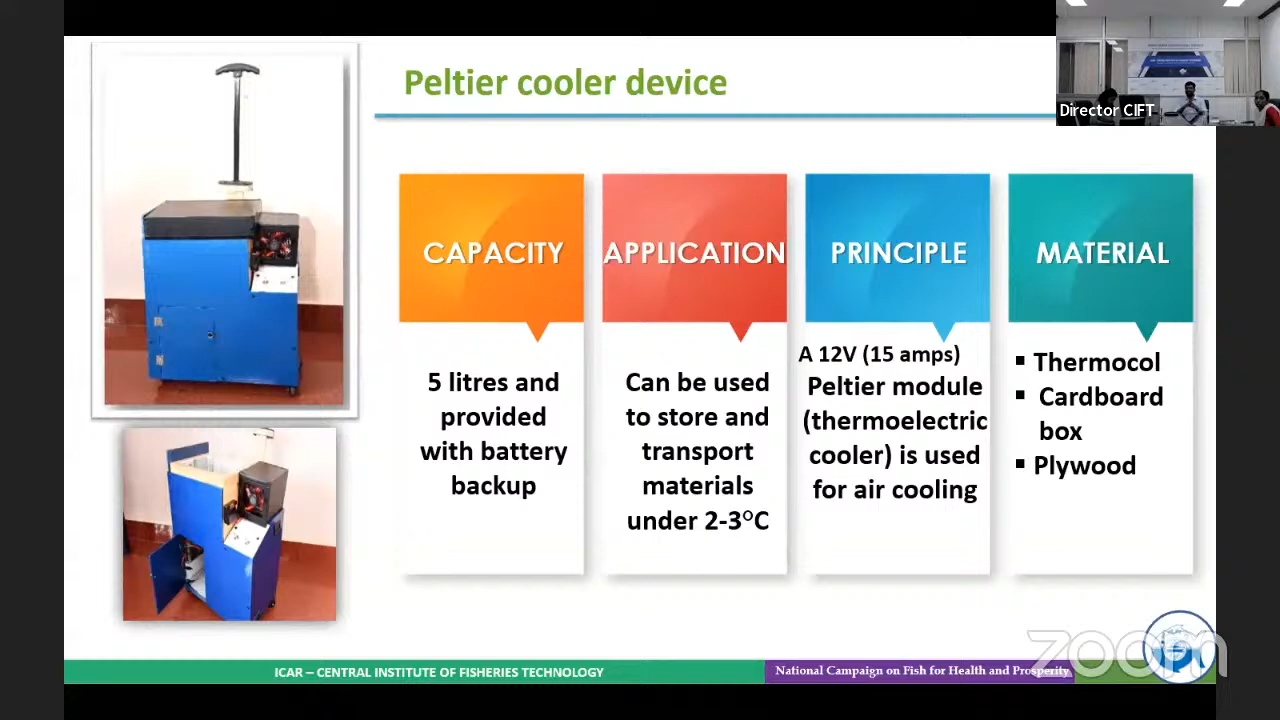 Peltier cooler device
Director CIFT
CAPACITY
5 litres and
provided
with battery
backup
APPLICATION
Can be used
to store and
transport
materials
under 2-3°C
PRINCIPLE
A 12V (15 amps)
Peltier module
(thermoelectric
cooler) is used
for air cooling
MATERIAL
▪ Thermocol
▪ Cardboard
box
▪ Plywood
ICAR – CENTRAL INSTITUTE OF FISHERIES TECHNOLOGY
National Campaign on Fish for Health and Prosperity
zoom